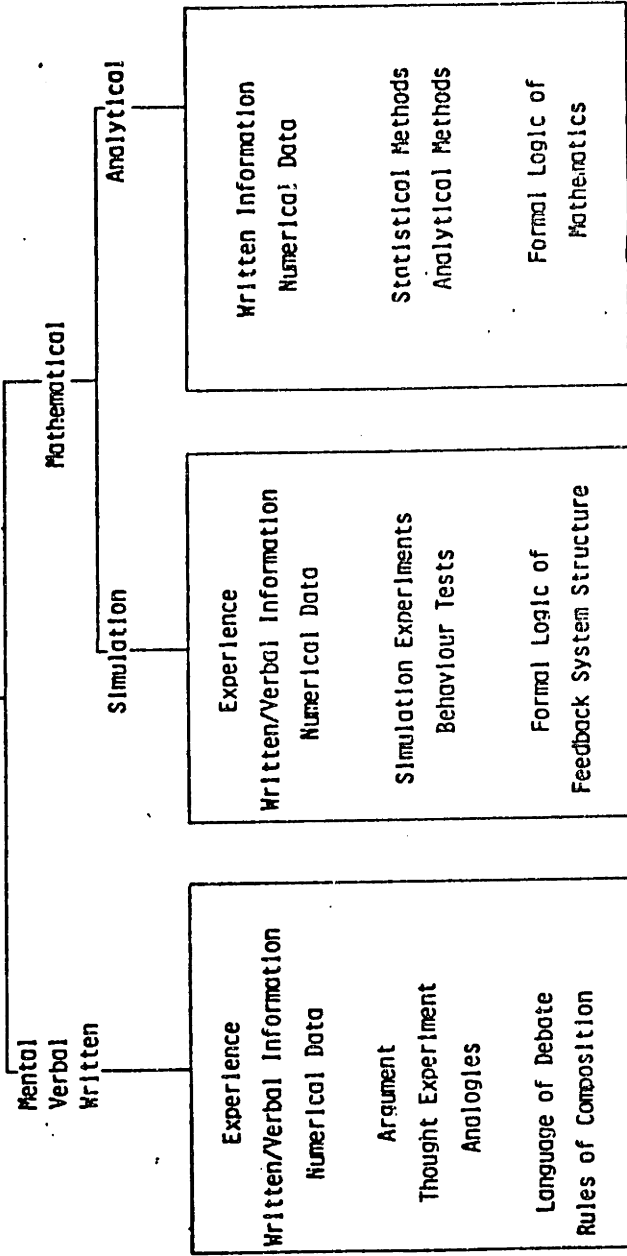 Mental
Verbal
Written
Mathematical
Simulation
Analytical
Experience
Written/Verbal Information
Numerical Data
Argument
Thought Experiment
Analogies
Language of Debate
Rules of Composition
Experience
Written/Verbal Information
Numerical Data
Simulation Experiments
Behaviour Tests
Formal Logic of
Feedback System Structure
Written Information
Numerical Data
Statistical Methods
Analytical Methods
Formal Logic of
Mathematics